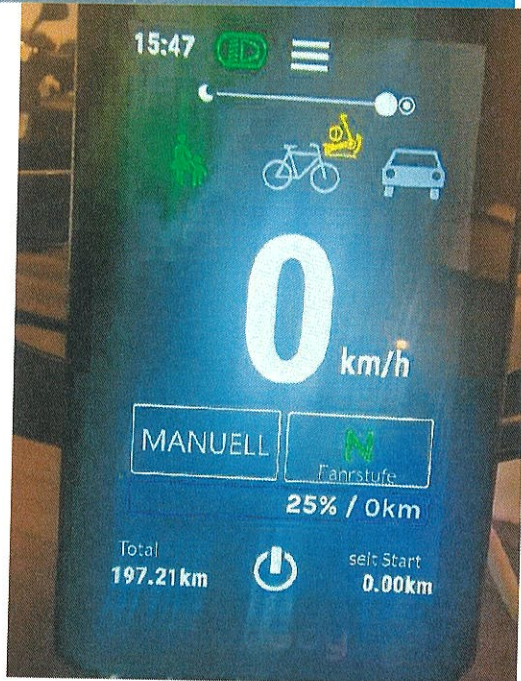 15:47
0 km/h
MANUELL
N
Fahrstufe
25% / 0km
Total
197.21km
seit Start
0.00km